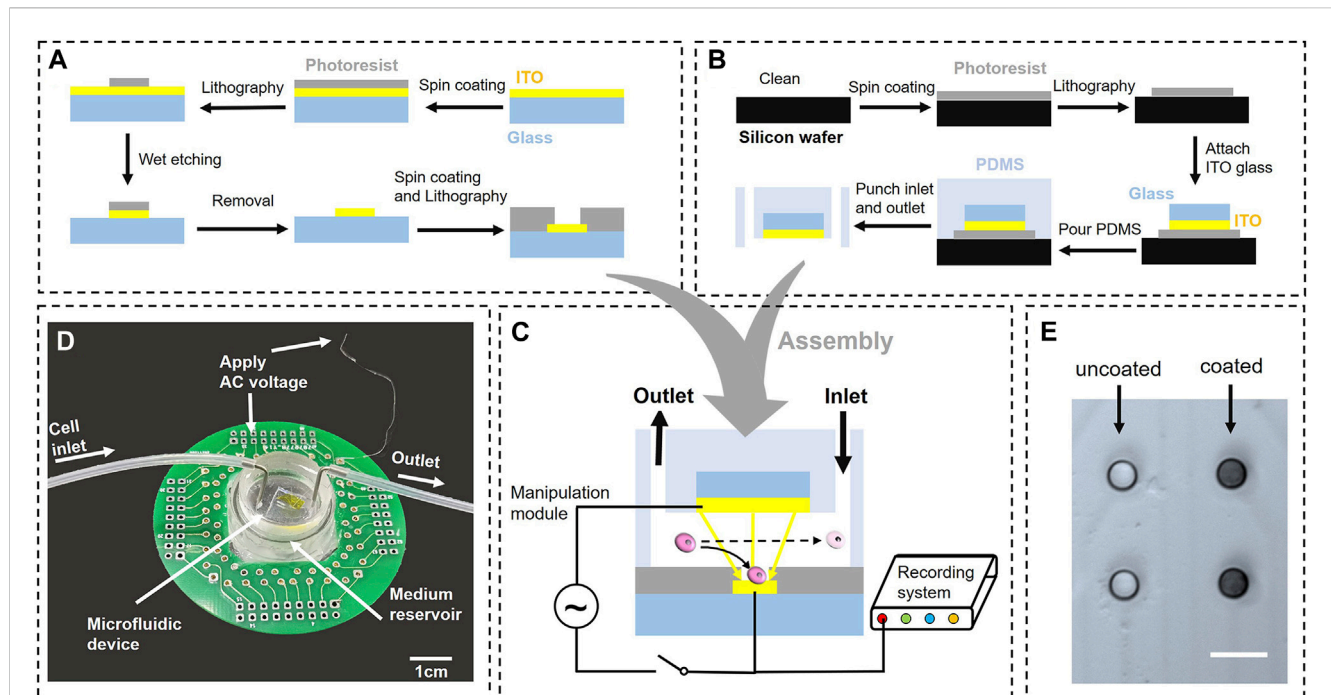 A
Lithography
Photoresist
Spin coating
ITO
Glass
Wet etching
Removal
Spin coating
and Lithography
B
Clean
Spin coating
Photoresist
Lithography
Silicon wafer
Attach
ITO glass
PDMS
Punch inlet
and outlet
Glass
ITO
Pour PDMS
D
Apply
AC voltage
Cell
inlet
Outlet
Medium
reservoir
Microfluidic
device
1cm
C
Assembly
Outlet
Inlet
Manipulation
module
~
Recording
system
E
uncoated
coated